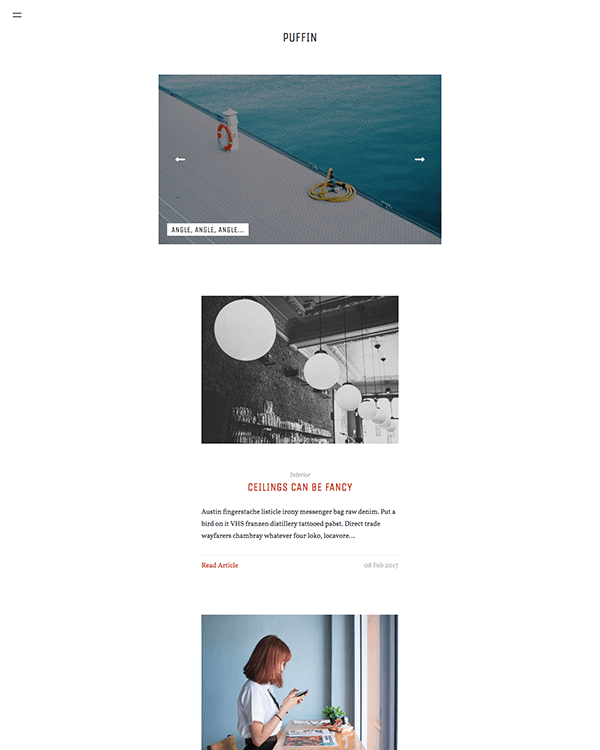 PUFFIN
ANGLE, ANGLE, ANGLE...
Interior
CEILINGS CAN BE FANCY
Austin fingerstache listicle irony messenger bag raw denim. Put a
bird on it VHS franzen distillery tattooed pabst. Direct trade
wayfarers chambray whatever four loko, locavore...
Read Article
08 Feb 2017